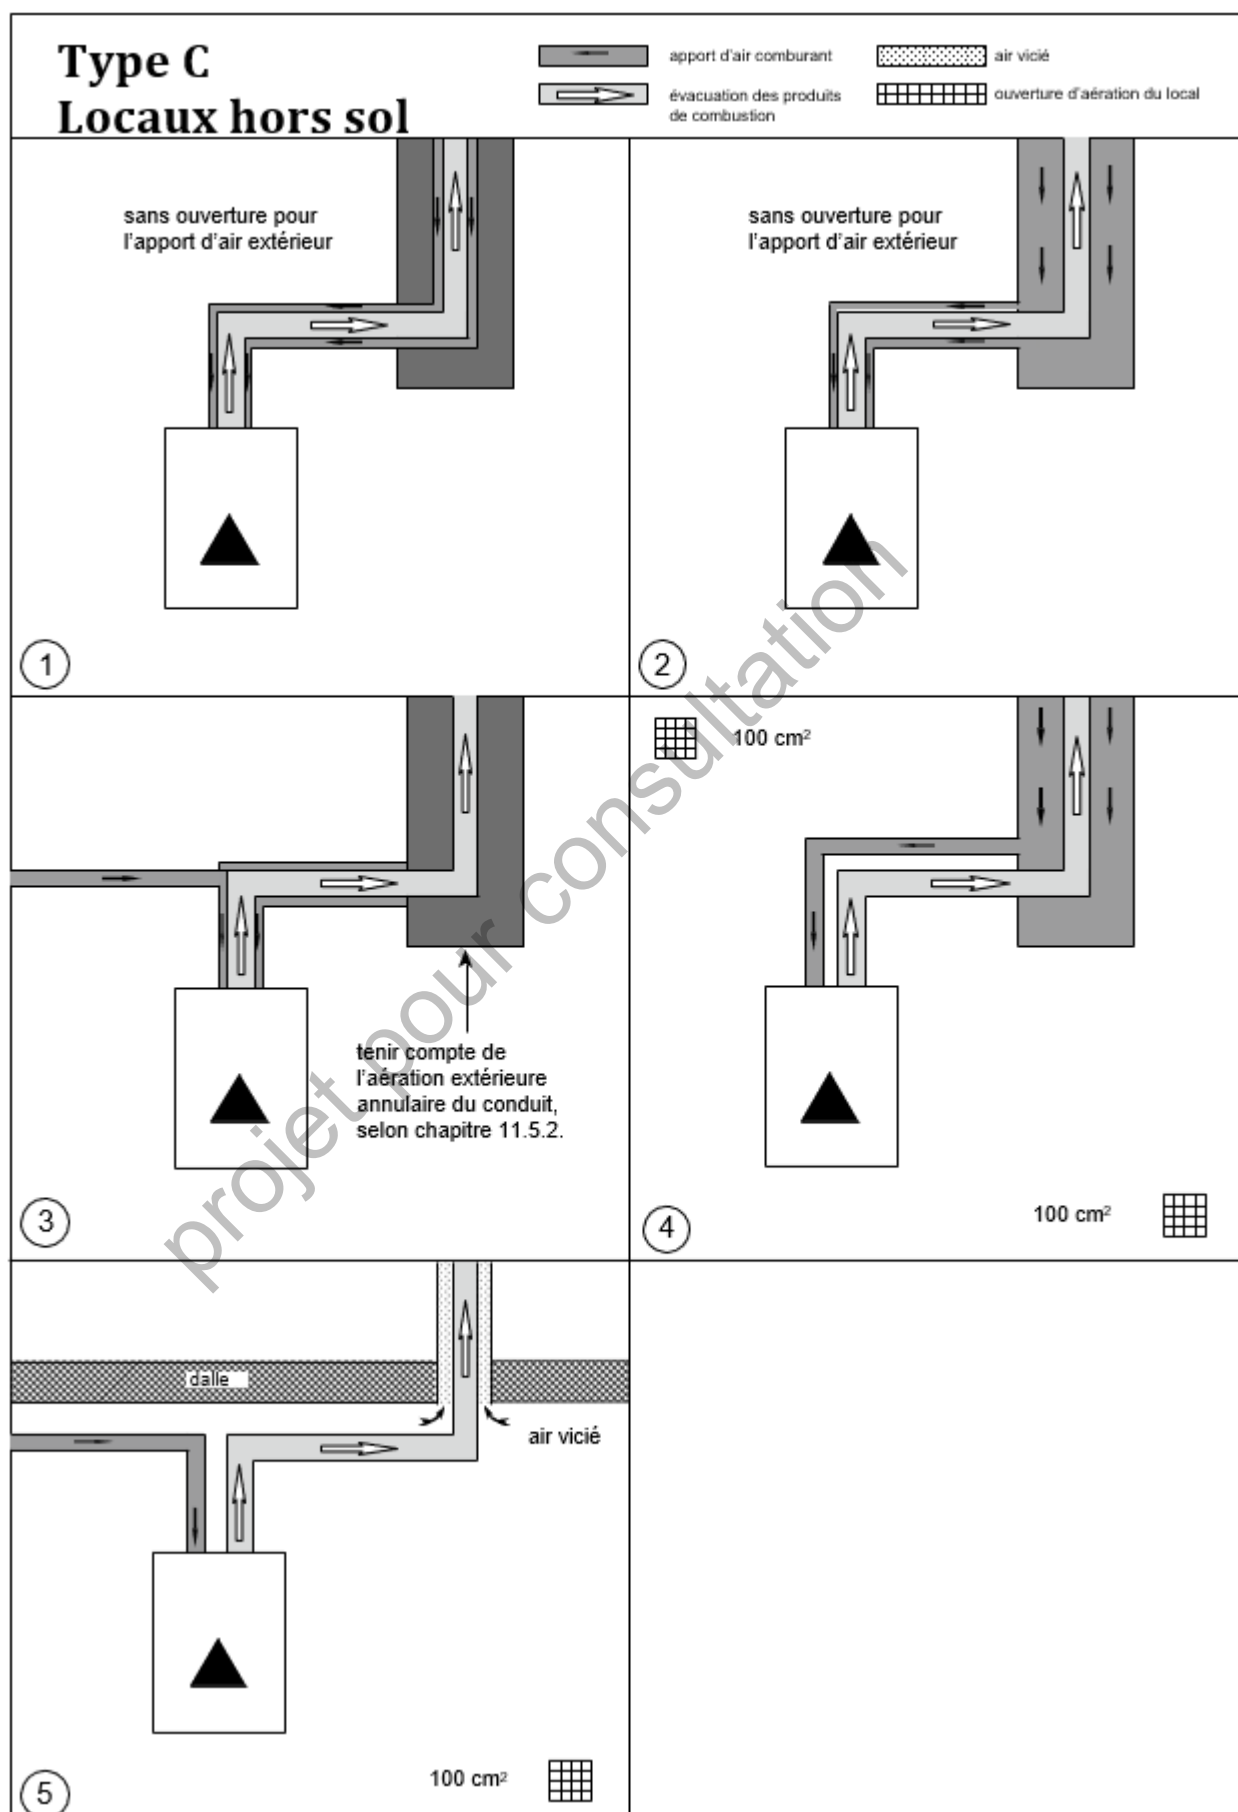 Type C
Locaux hors sol
apport d'air comburant
évacuation des produits
de combustion
air vicié
ouverture d'aération du local
sans ouverture pour
l'apport d'air extérieur
1
sans ouverture pour
l'apport d'air extérieur
2
tenir compte de
l'aération extérieure
annulaire du conduit,
selon chapitre 11.5.2.
3
100 cm²
100 cm²
4
dalle
air vicié
100 cm²
5
projet pour consultation